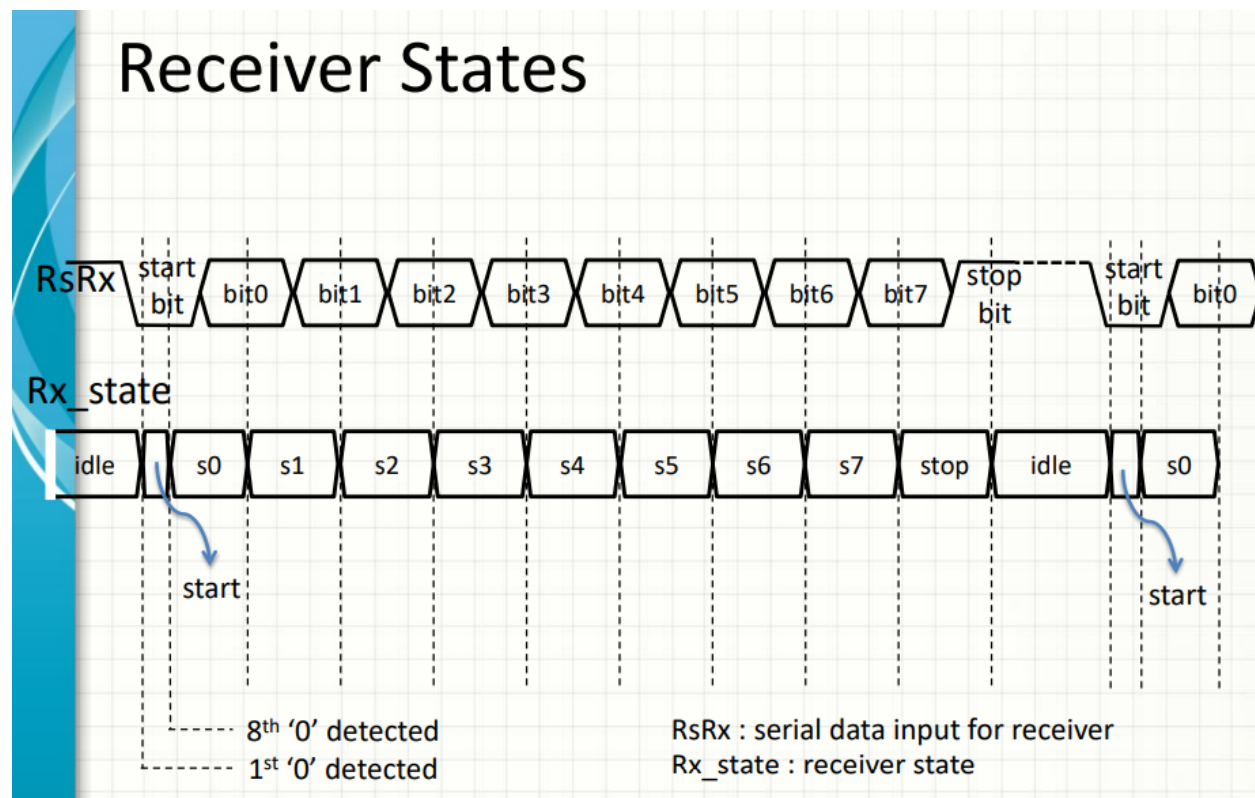 Receiver States
RsRx
start
bit
bit0
bit1
bit2
bit3
bit4
bit5
bit6
bit7
stop
bit
start
bit
bit0
Rx_state
idle
s0
s1
s2
s3
s4
s5
s6
s7
stop
idle
s0
start
start
8th ‘0’ detected
1st ‘0’ detected
RsRx : serial data input for receiver
Rx_state : receiver state